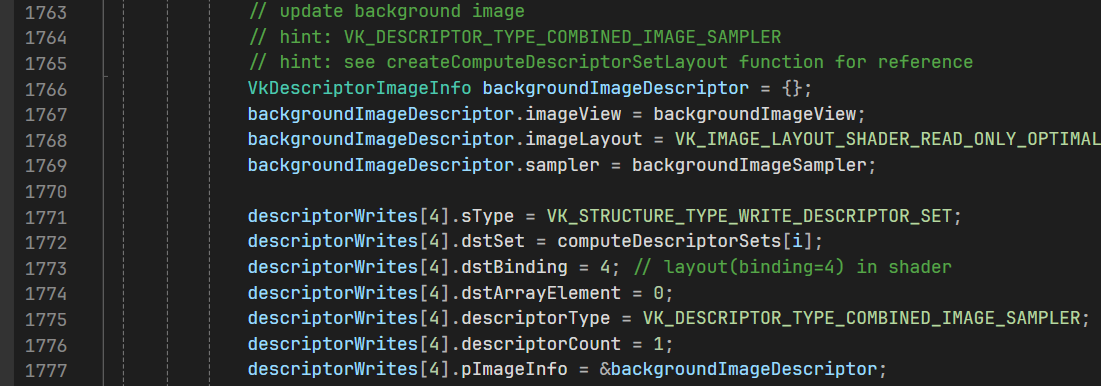 1763 // update background image
1764 // hint: VK_DESCRIPTOR_TYPE_COMBINED_IMAGE_SAMPLER
1765 // hint: see createComputeDescriptorSetLayout function for reference
1766 VkDescriptorImageInfo backgroundImageDescriptor = {};
1767 backgroundImageDescriptor.imageView = backgroundImageView;
1768 backgroundImageDescriptor.imageLayout = VK_IMAGE_LAYOUT_SHADER_READ_ONLY_OPTIMAL
1769 backgroundImageDescriptor.sampler = backgroundImageSampler;
1770
1771 descriptorWrites[4].sType = VK_STRUCTURE_TYPE_WRITE_DESCRIPTOR_SET;
1772 descriptorWrites[4].dstSet = computeDescriptorSets[i];
1773 descriptorWrites[4].dstBinding = 4; // layout(binding=4) in shader
1774 descriptorWrites[4].dstArrayElement = 0;
1775 descriptorWrites[4].descriptorType = VK_DESCRIPTOR_TYPE_COMBINED_IMAGE_SAMPLER;
1776 descriptorWrites[4].descriptorCount = 1;
1777 descriptorWrites[4].pImageInfo = &backgroundImageDescriptor;